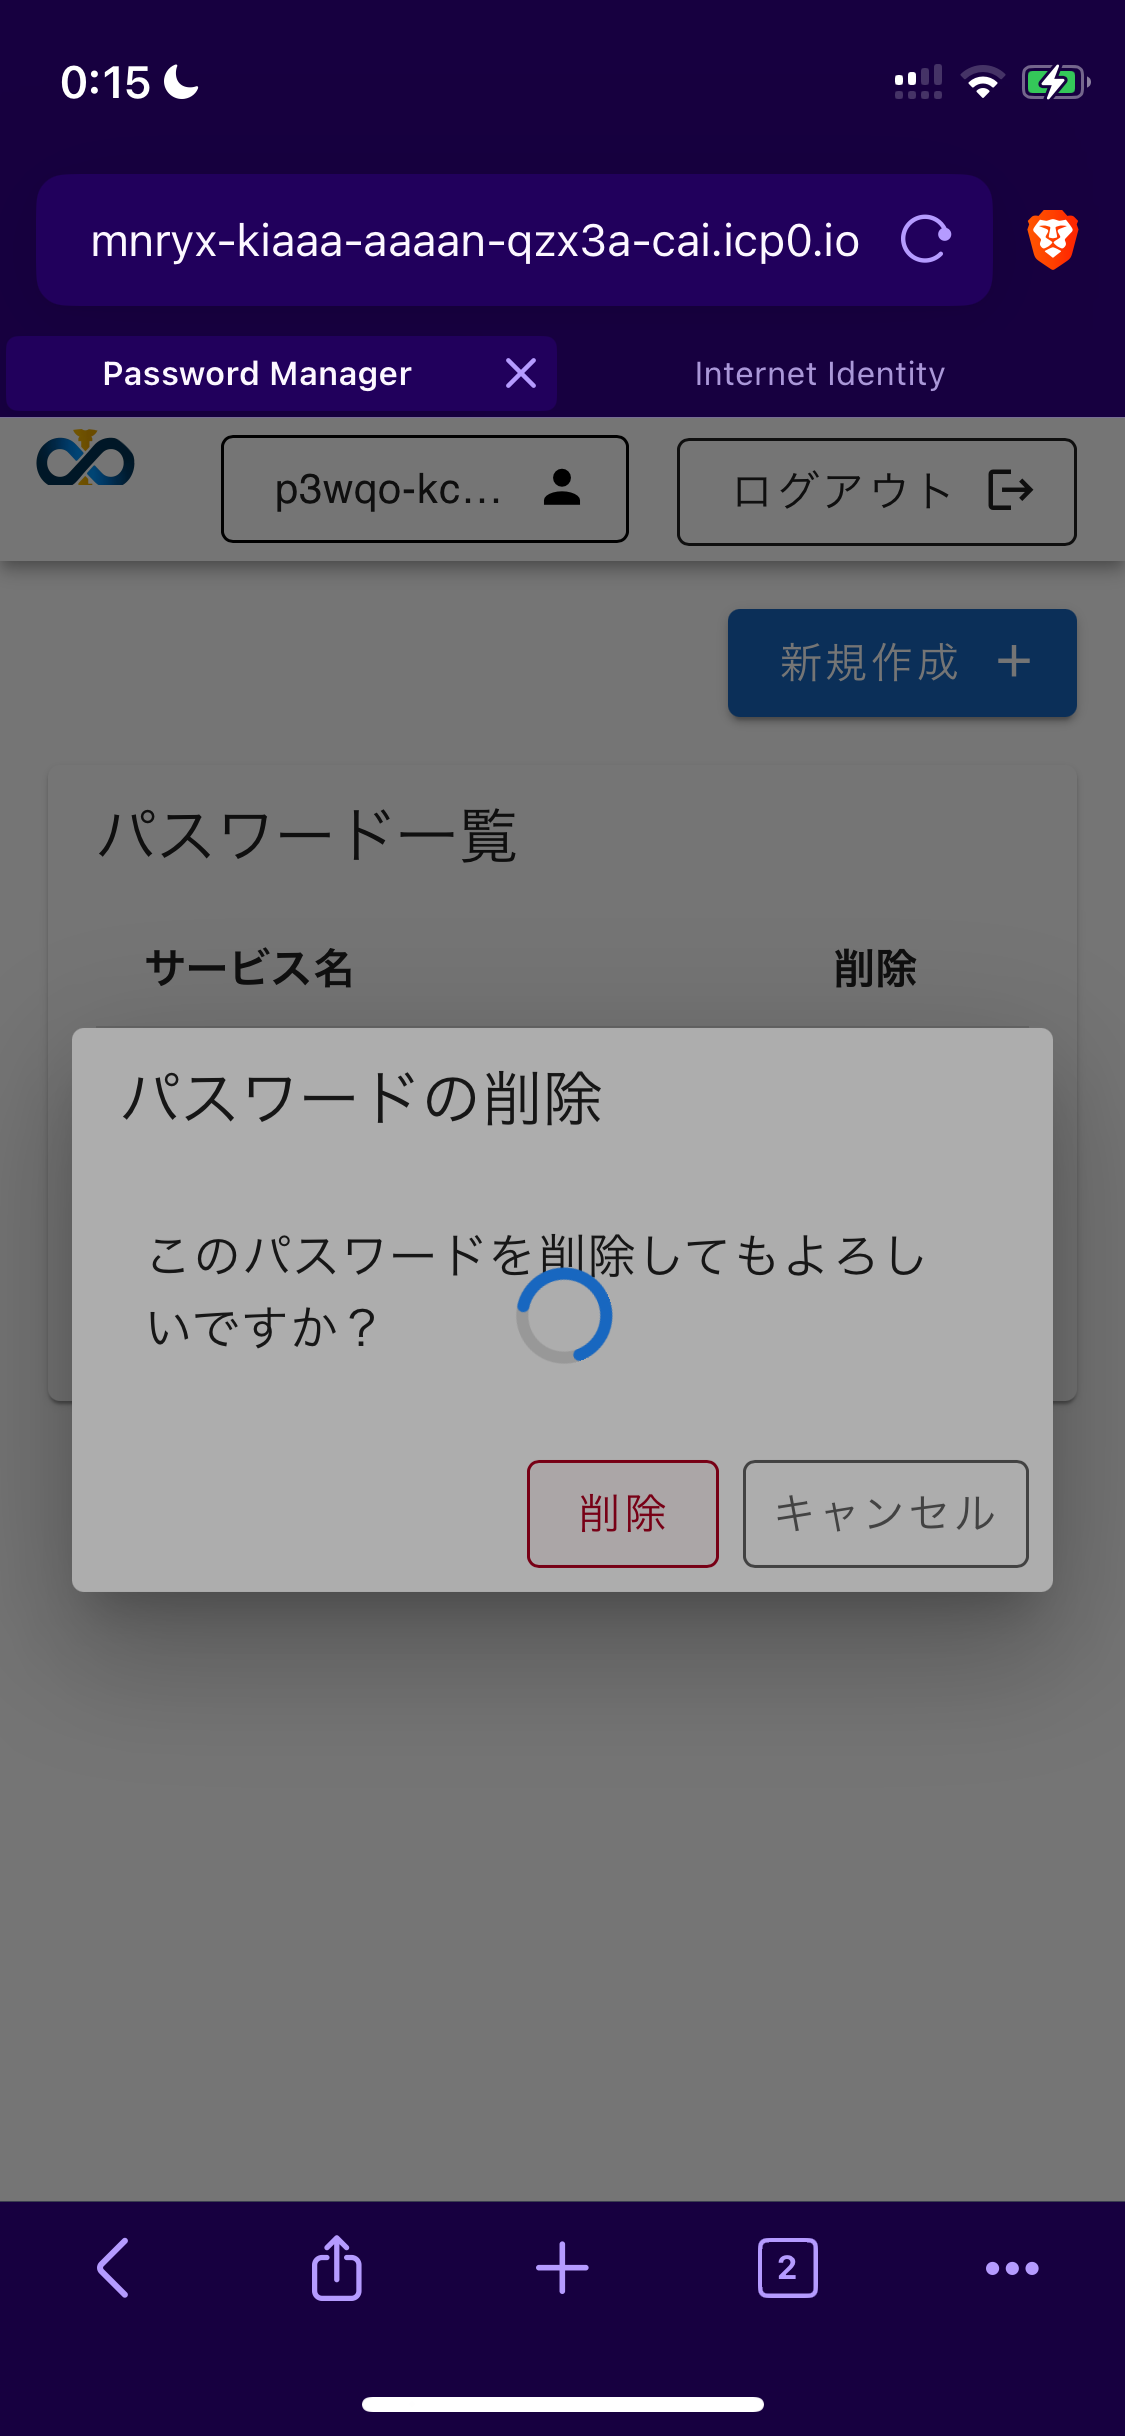 0:15
mnryx-kiaaa-aaaan-qzx3a-cai.icp0.io
Password Manager
Internet Identity
p3wqo-kc...
ログアウト
新規作成
パスワード一覧
サービス名
削除
パスワードの削除
このパスワードを削除してもよろし
いですか？
削除
キャンセル
2